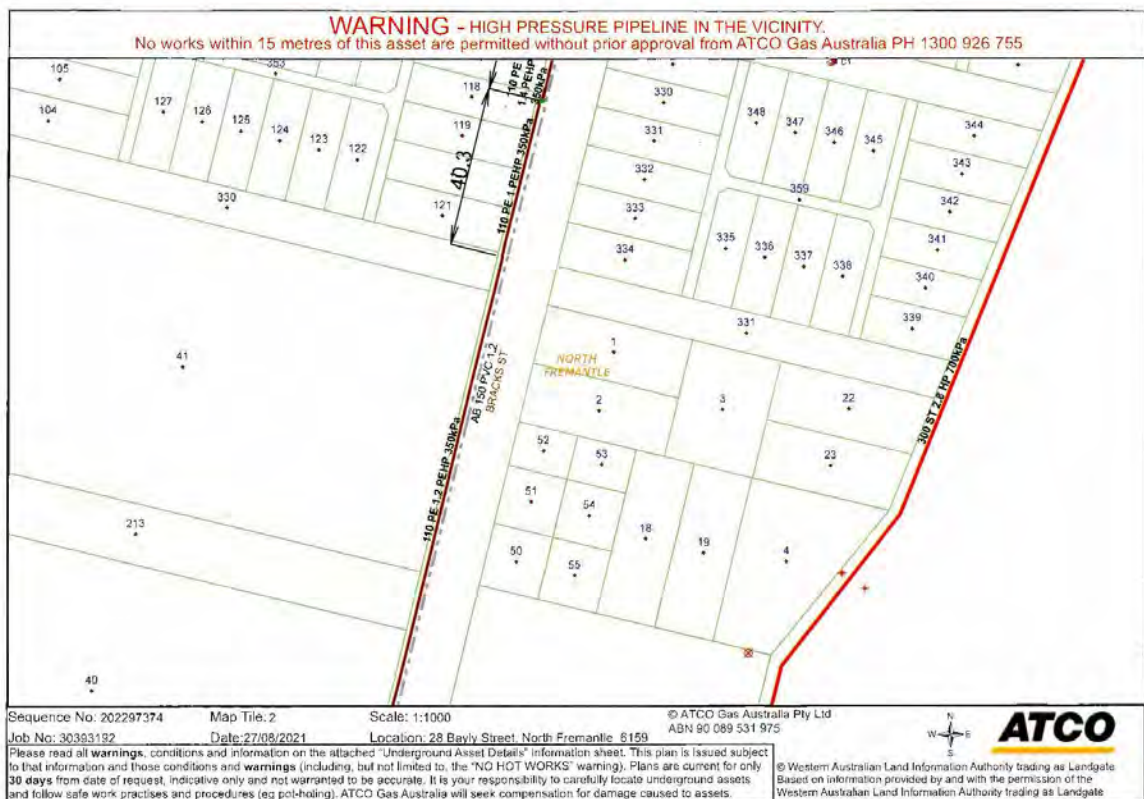 WARNING - HIGH PRESSURE PIPELINE IN THE VICINITY.
No works within 15 metres of this asset are permitted without prior approval from ATCO Gas Australia PH 1300 926 755
105
353
118
110 PE
1.4 PEHP
350kPa
330
348
347
346
345
344
104
127
126
125
124
123
122
119
40.3
110 PE 1 PEHP 350kPa
331
343
332
359
342
330
121
333
334
335
336
337
338
341
340
339
331
41
AB 150 PVC 1.2
BRACKS ST
NORTH
FREMANTLE
1
2
3
22
23
300 ST 2.8 HP 700kPa
110 PE 1.2 PEHP 350kPa
52
53
51
54
50
55
18
19
4
213
40
Sequence No: 202297374
Map Tile: 2
Scale: 1:1000
© ATCO Gas Australia Pty Ltd
ABN 90 089 531 975
Job No: 30393192
Date:27/08/2021
Location: 28 Bayly Street, North Fremantle 6159
N
W E
S
ATCO
Please read all warnings, conditions and information on the attached "Underground Asset Details" information sheet. This plan is issued subject
to that information and those conditions and warnings (including, but not limited to, the "NO HOT WORKS" warning). Plans are current for only
30 days from date of request, indicative only and not warranted to be accurate. It is your responsibility to carefully locate underground assets
and follow safe work practises and procedures (eg pot-holing). ATCO Gas Australia will seek compensation for damage caused to assets.
© Western Australian Land Information Authority trading as Landgate
Based on information provided by and with the permission of the
Western Australian Land Information Authority trading as Landgate